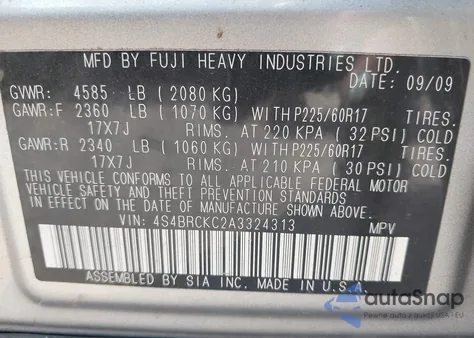 MFD BY FUJI HEAVY INDUSTRIES LTD.
DATE: 09/09
GVWR: 4585 LB (2080 KG)
GAWR:F 2360 LB (1070 KG) WITH P225/60R17 TIRES.
17X7J RIMS. AT 220 KPA (32 PSI) COLD
GAWR:R 2340 LB (1060 KG) WITH P225/60R17 TIRES.
17X7J RIMS. AT 210 KPA (30 PSI) COLD
THIS VEHICLE CONFORMS TO ALL APPLICABLE FEDERAL MOTOR
VEHICLE SAFETY AND THEFT PREVENTION STANDARDS IN
EFFECT ON THE DATE OF MANUFACTURE SHOWN ABOVE.
VIN: 4S4BRCKC2A3324313 MPV
ASSEMBLED BY SIA INC. MADE IN U.S.A.
autoSnap
Pewne auta z USA i EU